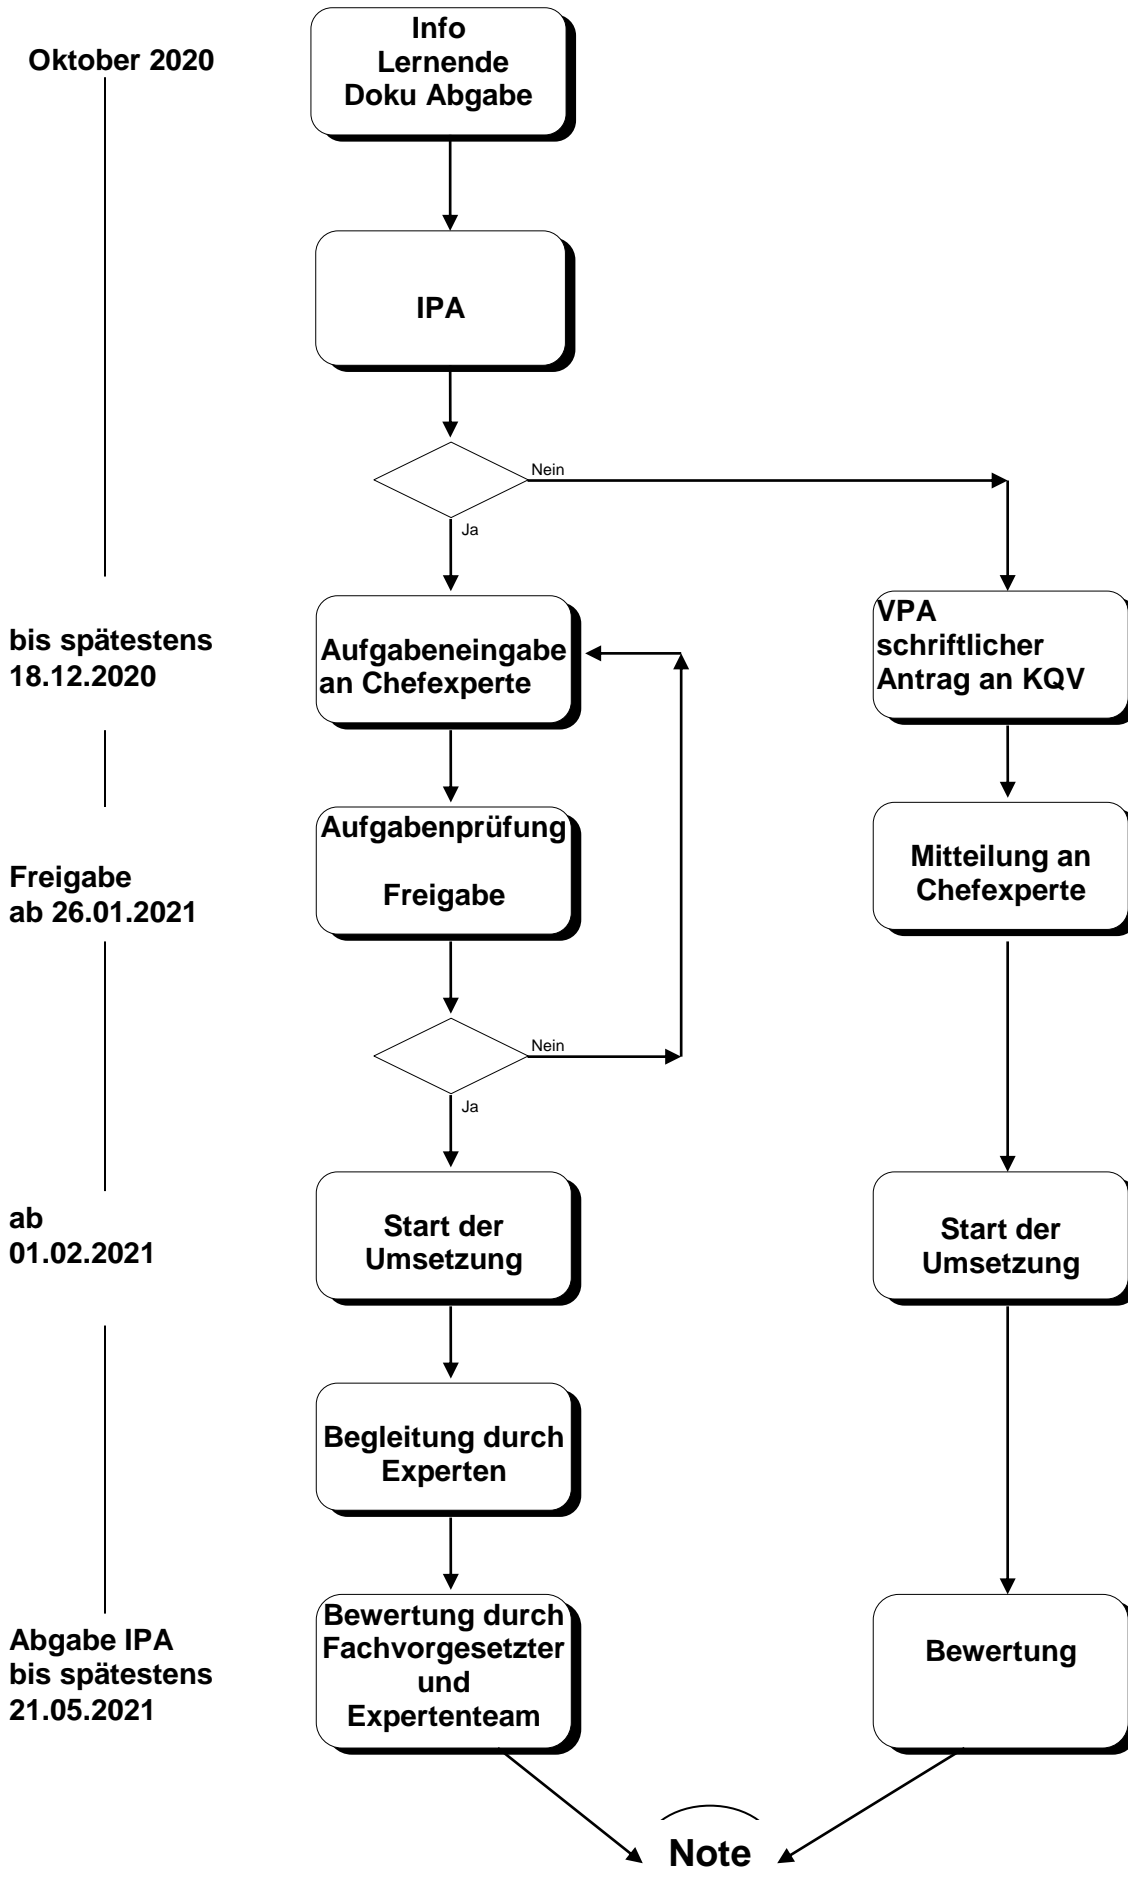 Oktober 2020
Info
Lernende
Doku Abgabe
IPA
Nein
Ja
bis spätestens
18.12.2020
Aufgabeneingabe
an Chefexperte
VPA
schriftlicher
Antrag an KQV
Freigabe
ab 26.01.2021
Aufgabenprüfung
Freigabe
Mitteilung an
Chefexperte
Nein
Ja
ab
01.02.2021
Start der
Umsetzung
Start der
Umsetzung
Begleitung durch
Experten
Abgabe IPA
bis spätestens
21.05.2021
Bewertung durch
Fachvorgesetzter
und
Expertenteam
Bewertung
Note